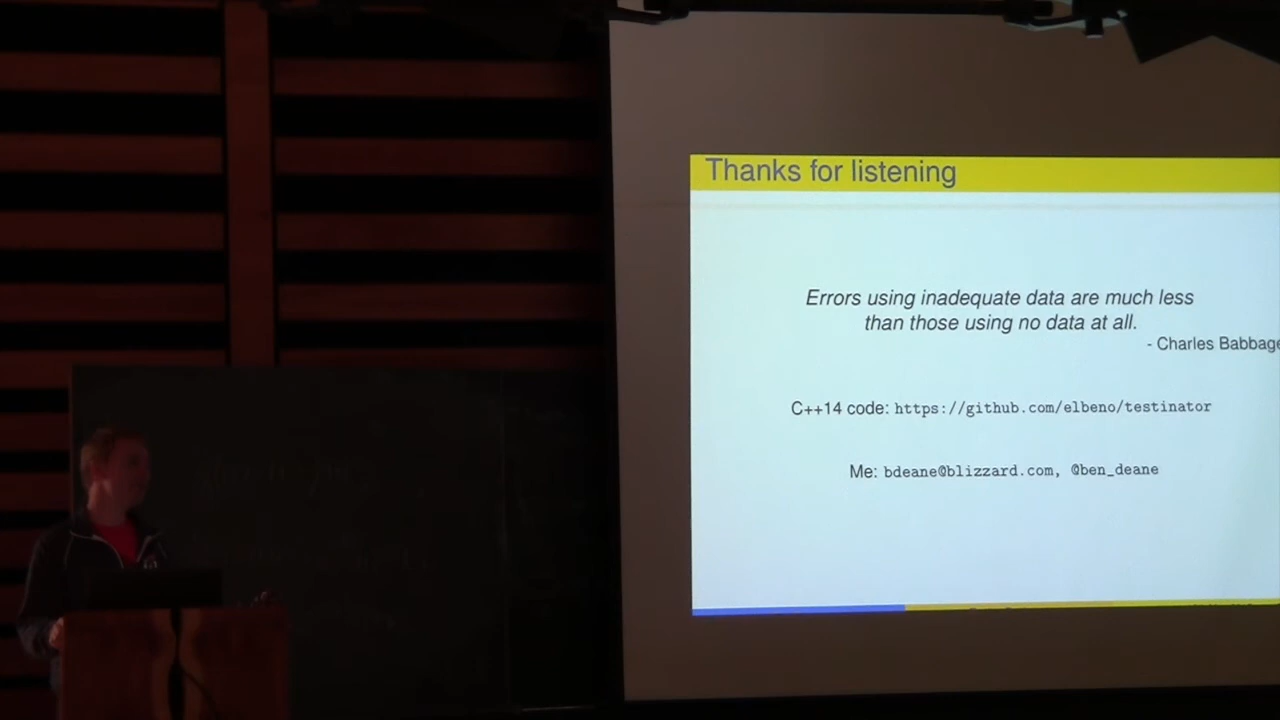 Thanks for listening
Errors using inadequate data are much less
than those using no data at all.
- Charles Babbage
C++14 code: https://github.com/elbeno/testinator
Me: bdeane@blizzard.com, @ben_deane